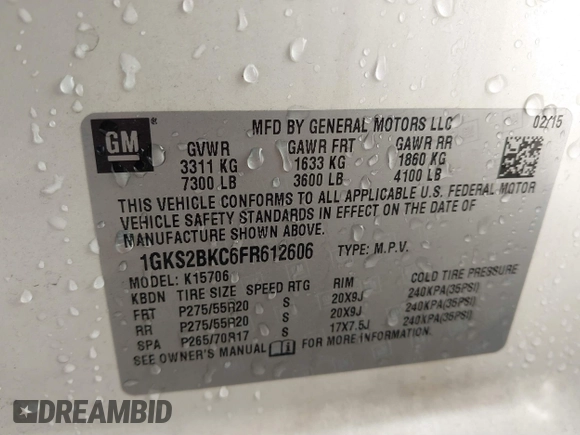 GM
MFD BY GENERAL MOTORS LLC 02/15
GVWR GAWR FRT GAWR RR
3311 KG 1633 KG 1860 KG
7300 LB 3600 LB 4100 LB
THIS VEHICLE CONFORMS TO ALL APPLICABLE U.S. FEDERAL MOTOR
VEHICLE SAFETY STANDARDS IN EFFECT ON THE DATE OF
MANUFACTURE SHOWN ABOVE.
1GKS2BKC6FR612606 TYPE: M.P.V.
MODEL: K15706
KBDN TIRE SIZE SPEED RTG RIM COLD TIRE PRESSURE
FRT P275/55R20 S 20X9J 240KPA(35PSI)
RR P275/55R20 S 20X9J 240KPA(35PSI)
SPA P265/70R17 S 17X7.5J 240KPA(35PSI)
SEE OWNER'S MANUAL FOR MORE INFORMATION.
DREAMBID